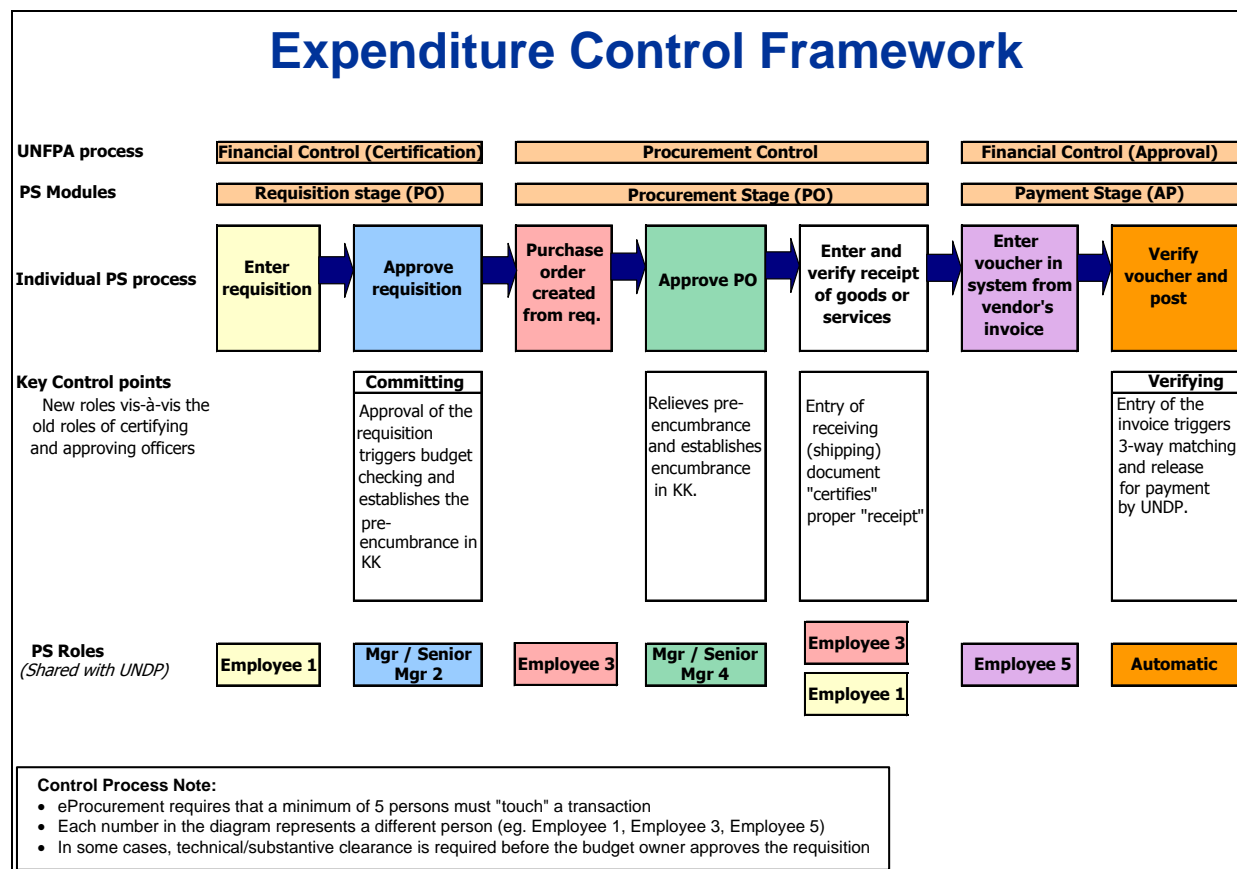 Expenditure Control Framework
UNFPA process
Financial Control (Certification)
Procurement Control
Financial Control (Approval)
PS Modules
Requisition stage (PO)
Procurement Stage (PO)
Payment Stage (AP)
Individual PS process
Enter
requisition
Approve
requisition
Purchase
order
created
from req.
Approve PO
Enter and
verify receipt
of goods or
services
Enter
voucher in
system from
vendor's
invoice
Verify
voucher and
post
Key Control points
New roles vis-à-vis the
old roles of certifying
and approving officers
Committing
Approval of the
requisition
triggers budget
checking and
establishes the
pre-
encumbrance in
KK
Relieves pre-
encumbrance
and establishes
encumbrance
in KK.
Entry of
receiving
(shipping)
document
"certifies"
proper "receipt"
Verifying
Entry of the
invoice triggers
3-way matching
and release
for payment
by UNDP.
PS Roles
(Shared with UNDP)
Employee 1
Mgr / Senior
Mgr 2
Employee 3
Mgr / Senior
Mgr 4
Employee 3
Employee 1
Employee 5
Automatic
Control Process Note:
• eProcurement requires that a minimum of 5 persons must "touch" a transaction
• Each number in the diagram represents a different person (eg. Employee 1, Employee 3, Employee 5)
• In some cases, technical/substantive clearance is required before the budget owner approves the requisition